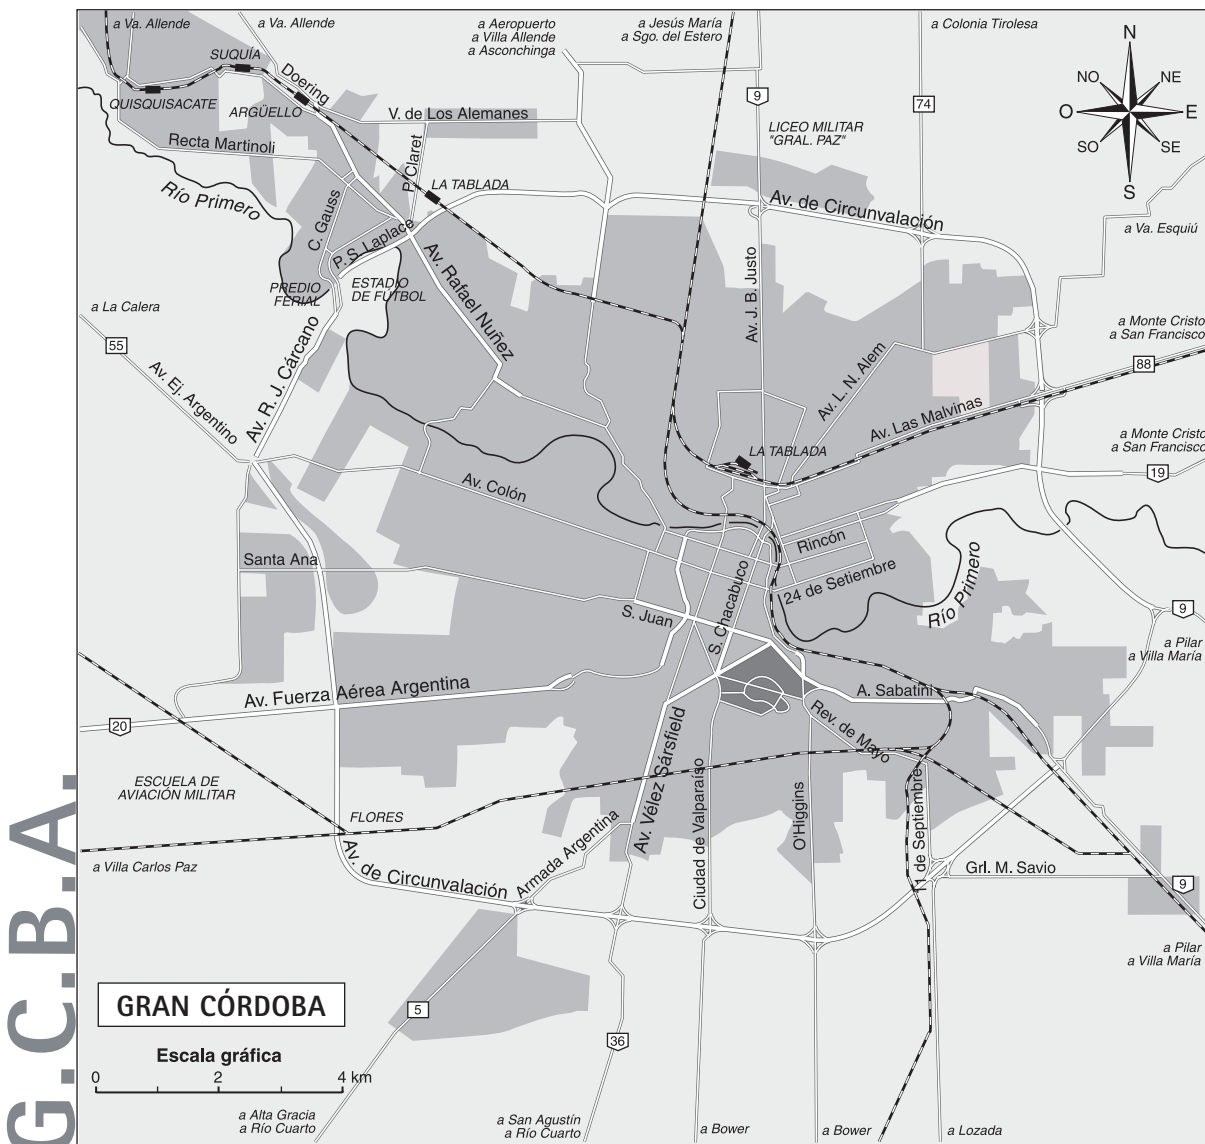 a Va. Allende
a Va. Allende
a Aeropuerto
a Villa Allende
a Asconchinga
a Jesús María
a Sgo. del Estero
a Colonia Tirolesa
N
NO
NE
O
E
SO
SE
S
SUQUÍA
Doering
QUISQUISACATE
ARGÜELLO
V. de Los Alemanes
9
74
LICEO MILITAR
"GRAL. PAZ"
Recta Martinoli
P. Claret
LA TABLADA
Río Primero
C. Gauss
P. S. Laplace
Av. de Circunvalación
a Va. Esquiú
Av. Rafael Nuñez
Av. J. B. Justo
PREDIO
FERIAL
ESTADIO
DE FÚTBOL
a La Calera
55
Av. Ej. Argentino
Av. R. J. Cárcano
Av. L. N. Alem
a Monte Cristo
a San Francisco
88
Av. Las Malvinas
LA TABLADA
a Monte Cristo
a San Francisco
19
Av. Colón
Rincón
Santa Ana
24 de Setiembre
S. Chacabuco
S. Juan
Río Primero
9
a Pilar
a Villa María
Av. Fuerza Aérea Argentina
A. Sabatini
20
Rev. de Mayo
Av. Vélez Sársfield
Ciudad de Valparaíso
O'Higgins
ESCUELA DE
AVIACIÓN MILITAR
FLORES
a Villa Carlos Paz
Av. de Circunvalación
Armada Argentina
11 de Septiembre
Grl. M. Savio
9
a Pilar
a Villa María
GRAN CÓRDOBA
5
36
Escala gráfica
0 2 4 km
a Alta Gracia
a Río Cuarto
a San Agustín
a Río Cuarto
a Bower
a Bower
a Lozada
G.C.B.A.